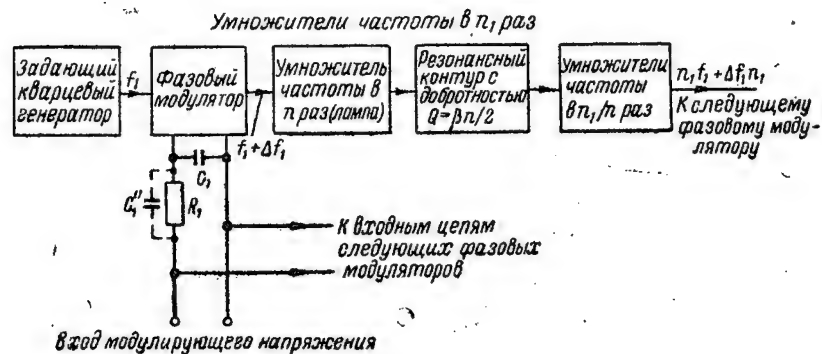 Умножители частоты в n₁ раз
Задающий
кварцевый
генератор
f₁
Фазовый
модулятор
f₁+Δf₁
Умножитель
частоты в
n раз (лампа)
Резонансный
контур с
добротностью
Q=βn/2
Умножители
частоты
в n₁/n раз
n₁f₁+Δf₁n₁
К следующему
фазовому моду-
лятору
C₁
C₁″
R₁
К входным цепям
следующих фазовых
модуляторов
Вход модулирующего напряжения